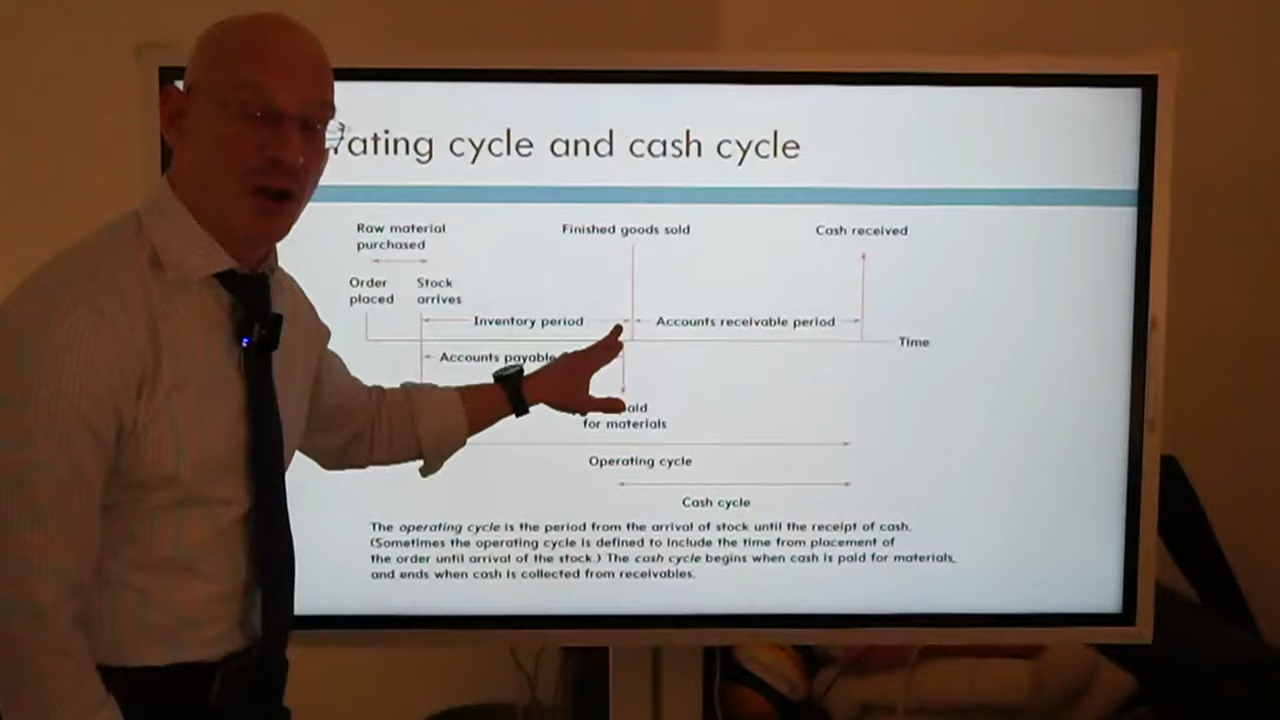 cycle and cash cycle
Raw material
purchased
Finished goods sold
Cash received
Order
placed
Stock
arrives
Inventory period
Accounts receivable period
Time
Accounts payable
for materials
Operating cycle
Cash cycle
The operating cycle is the period from the arrival of stock until the receipt of cash.
(Sometimes the operating cycle is defined to include the time from placement of
the order until arrival of the stock.) The cash cycle begins when cash is paid for materials,
and ends when cash is collected from receivables.